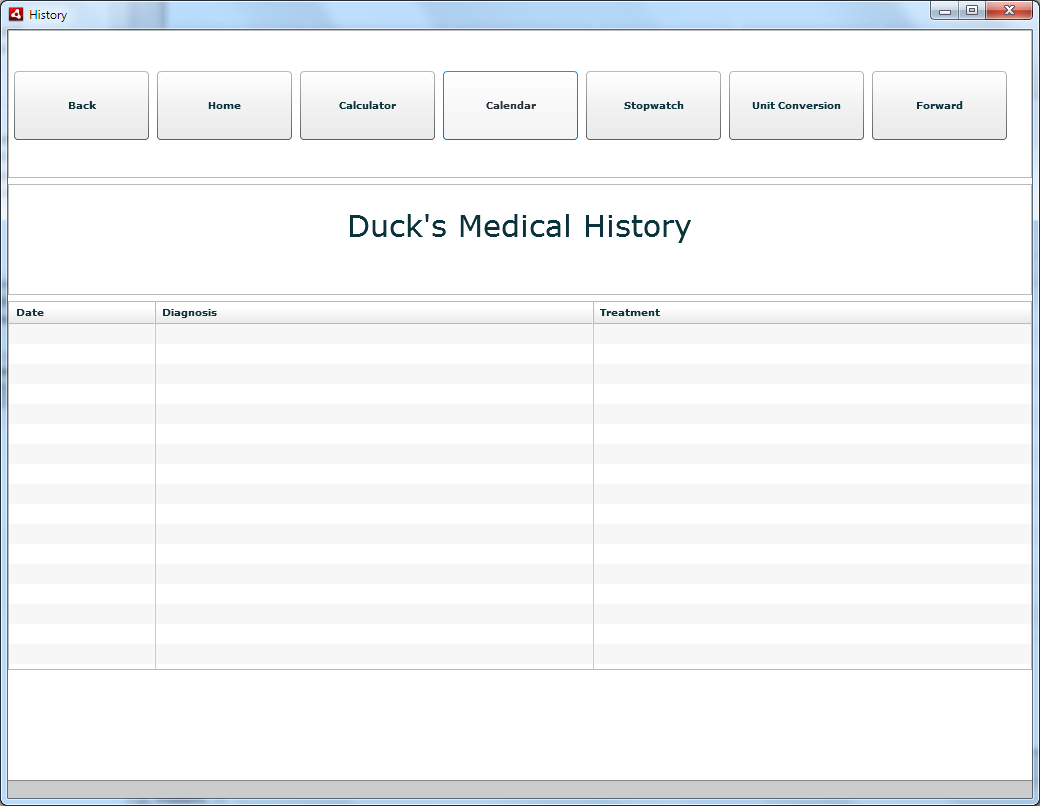 History
Back Home Calculator Calendar Stopwatch Unit Conversion Forward
Duck's Medical History
Date Diagnosis Treatment